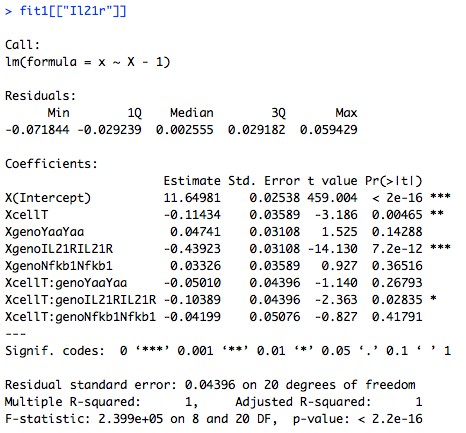 > fit1[["Il21r"]]

Call:
lm(formula = x ~ X - 1)

Residuals:
      Min        1Q    Median        3Q       Max
-0.071844 -0.029239  0.002555  0.029182  0.059429

Coefficients:
                      Estimate Std. Error t value Pr(>|t|)
X(Intercept)          11.64981    0.02538 459.004  < 2e-16 ***
XcellT                -0.11434    0.03589  -3.186  0.00465 **
XgenoYaaYaa            0.04741    0.03108   1.525  0.14288
XgenoIL21RIL21R       -0.43923    0.03108 -14.130  7.2e-12 ***
XgenoNfkb1Nfkb1        0.03326    0.03589   0.927  0.36516
XcellT:genoYaaYaa     -0.05010    0.04396  -1.140  0.26793
XcellT:genoIL21RIL21R -0.10389    0.04396  -2.363  0.02835 *
XcellT:genoNfkb1Nfkb1 -0.04199    0.05076  -0.827  0.41791
---
Signif. codes:  0 ‘***’ 0.001 ‘**’ 0.01 ‘*’ 0.05 ‘.’ 0.1 ‘ ’ 1

Residual standard error: 0.04396 on 20 degrees of freedom
Multiple R-squared:      1,	Adjusted R-squared:      1
F-statistic: 2.399e+05 on 8 and 20 DF,  p-value: < 2.2e-16